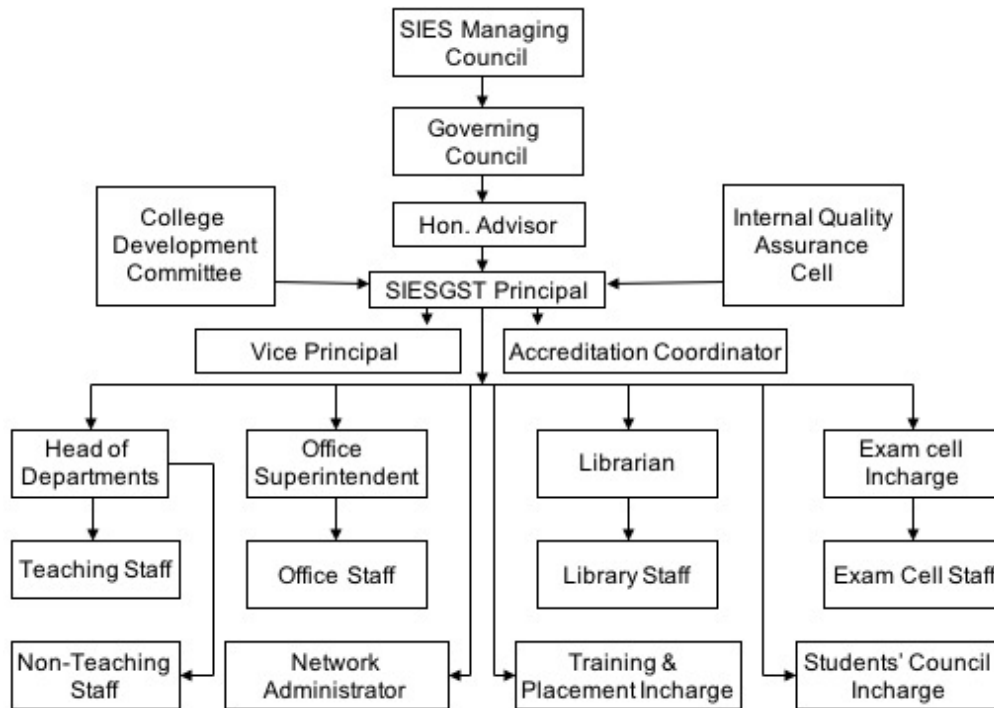 SIES Managing
Council
Governing
Council
College
Development
Committee
Hon. Advisor
Internal Quality
Assurance
Cell
SIESGST Principal
Vice Principal
Accreditation Coordinator
Head of
Departments
Office
Superintendent
Librarian
Exam cell
Incharge
Teaching Staff
Office Staff
Library Staff
Exam Cell Staff
Non-Teaching
Staff
Network
Administrator
Training &
Placement Incharge
Students' Council
Incharge